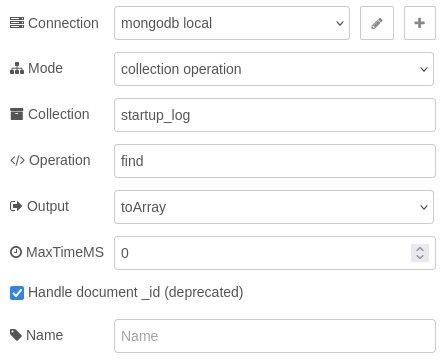 Connection mongodb local
Mode collection operation
Collection startup_log
</> Operation find
Output toArray
MaxTimeMS 0
Handle document _id (deprecated)
Name Name